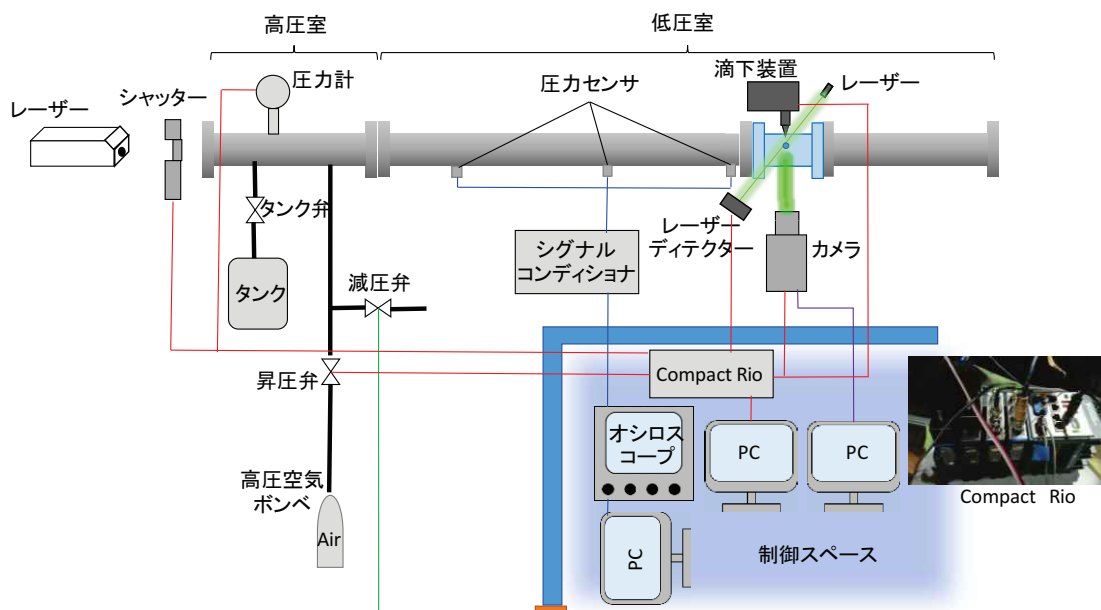 高圧室
低圧室
レーザー
シャッター
圧力計
圧力センサ
滴下装置
レーザー
タンク弁
タンク
減圧弁
シグナル
コンディショナ
レーザー
ディテクター
カメラ
昇圧弁
Compact Rio
オシロス
コープ
PC
PC
高圧空気
ボンベ
Air
PC
制御スペース
Compact Rio